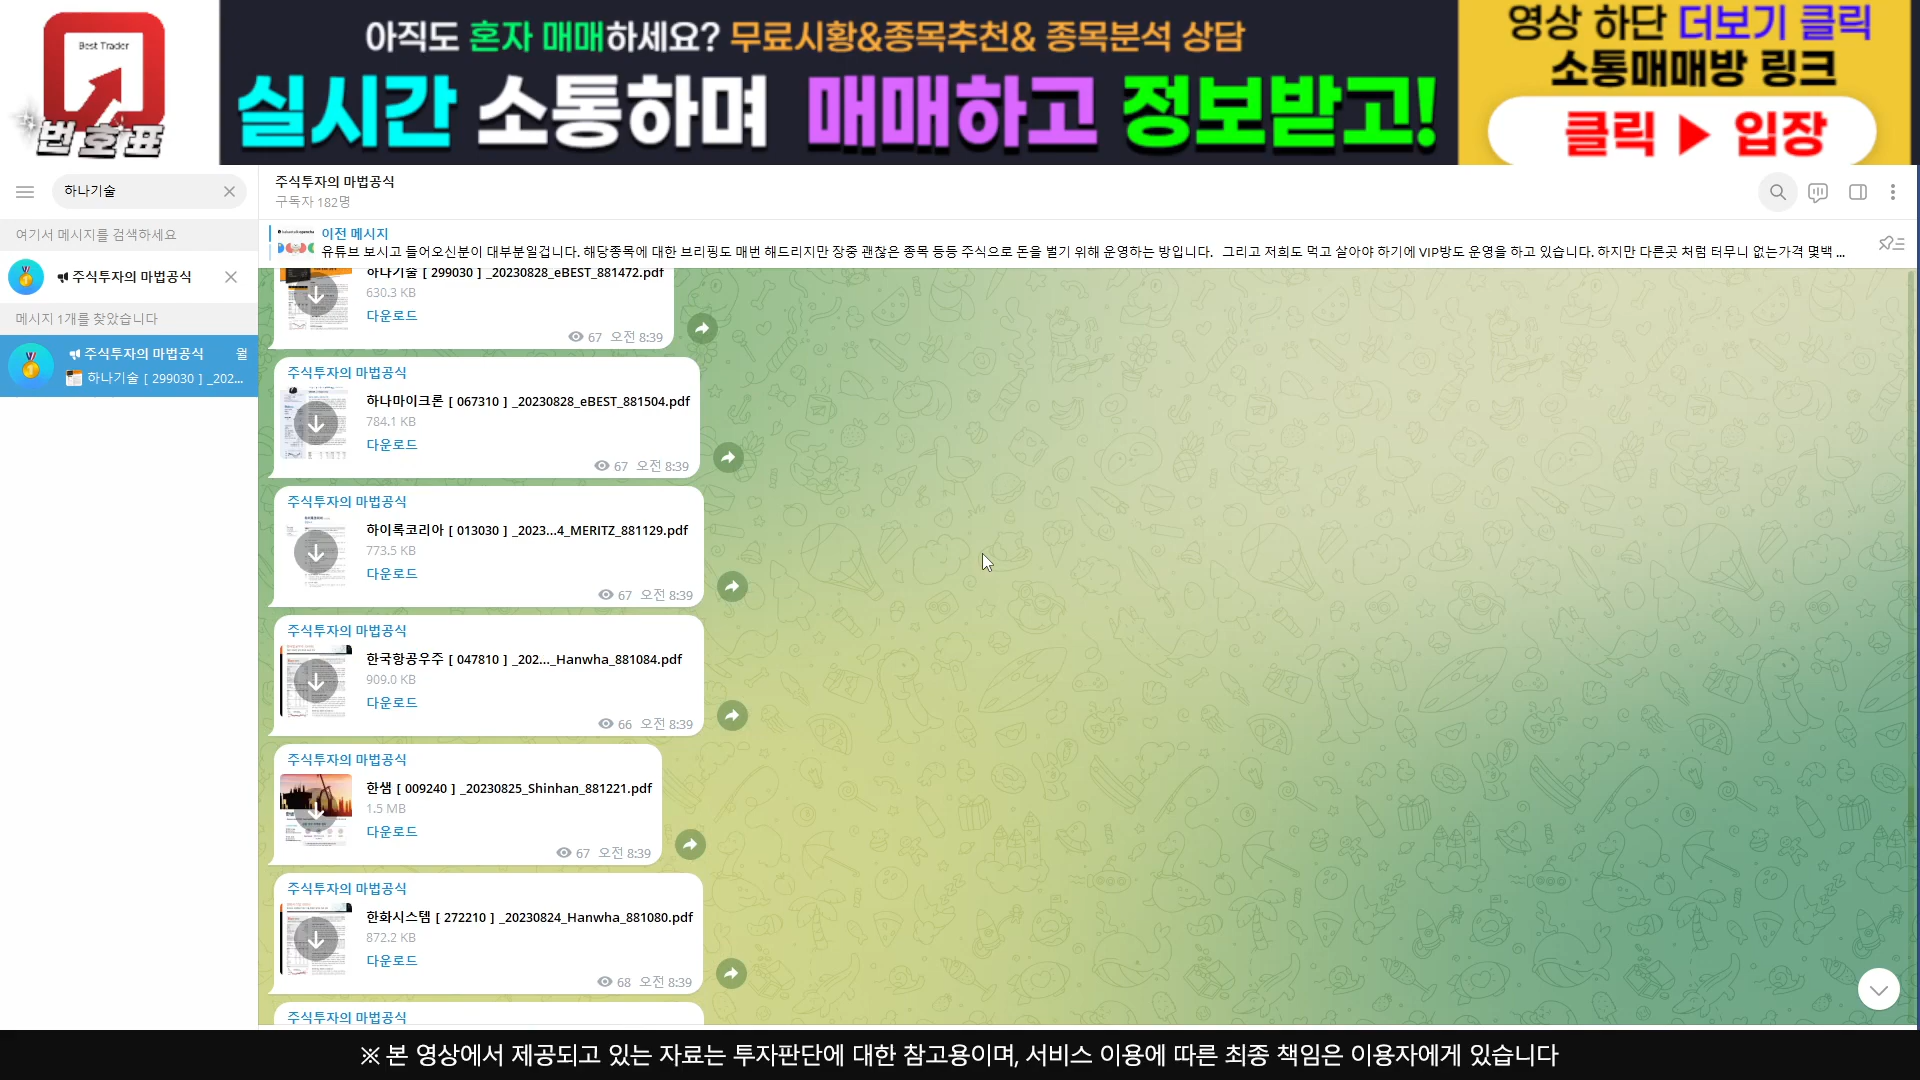 Best Trader
번호표
아직도 혼자 매매하세요? 무료시황&종목추천& 종목분석 상담
실시간 소통하며 매매하고 정보받고!
영상 하단 더보기 클릭
소통매매방 링크
클릭 ▶ 입장
하나기술
여기서 메시지를 검색하세요
주식투자의 마법공식
메시지 1개를 찾았습니다
주식투자의 마법공식 월
하나기술 [ 299030 ] _202...
주식투자의 마법공식
구독자 182명
이전 메시지
유튜브 보시고 들어오신분이 대부분일겁니다. 해당종목에 대한 브리핑도 매번 해드리지만 장중 괜찮은 종목 등등 주식으로 돈을 벌기 위해 운영하는 방입니다. 그리고 저희도 먹고 살아야 하기에 VIP방도 운영을 하고 있습니다. 하지만 다른곳 처럼 터무니 없는가격 몇백 ...
하나기술 [ 299030 ] _20230828_eBEST_881472.pdf
630.3 KB
다운로드
67 오전 8:39
주식투자의 마법공식
하나마이크론 [ 067310 ] _20230828_eBEST_881504.pdf
784.1 KB
다운로드
67 오전 8:39
주식투자의 마법공식
하이록코리아 [ 013030 ] _2023...4_MERITZ_881129.pdf
773.5 KB
다운로드
67 오전 8:39
주식투자의 마법공식
한국항공우주 [ 047810 ] _202..._Hanwha_881084.pdf
909.0 KB
다운로드
66 오전 8:39
주식투자의 마법공식
한샘 [ 009240 ] _20230825_Shinhan_881221.pdf
1.5 MB
다운로드
67 오전 8:39
주식투자의 마법공식
한화시스템 [ 272210 ] _20230824_Hanwha_881080.pdf
872.2 KB
다운로드
68 오전 8:39
주식투자의 마법공식
※ 본 영상에서 제공되고 있는 자료는 투자판단에 대한 참고용이며, 서비스 이용에 따른 최종 책임은 이용자에게 있습니다